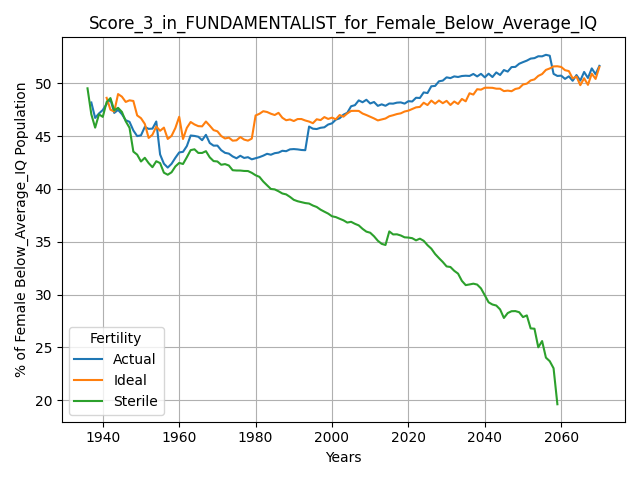 Score_3_in_FUNDAMENTALIST_for_Female_Below_Average_IQ
% of Female Below_Average_IQ Population
50
45
40
35
30
25
20
Fertility
Actual
Ideal
Sterile
1940 1960 1980 2000 2020 2040 2060
Years